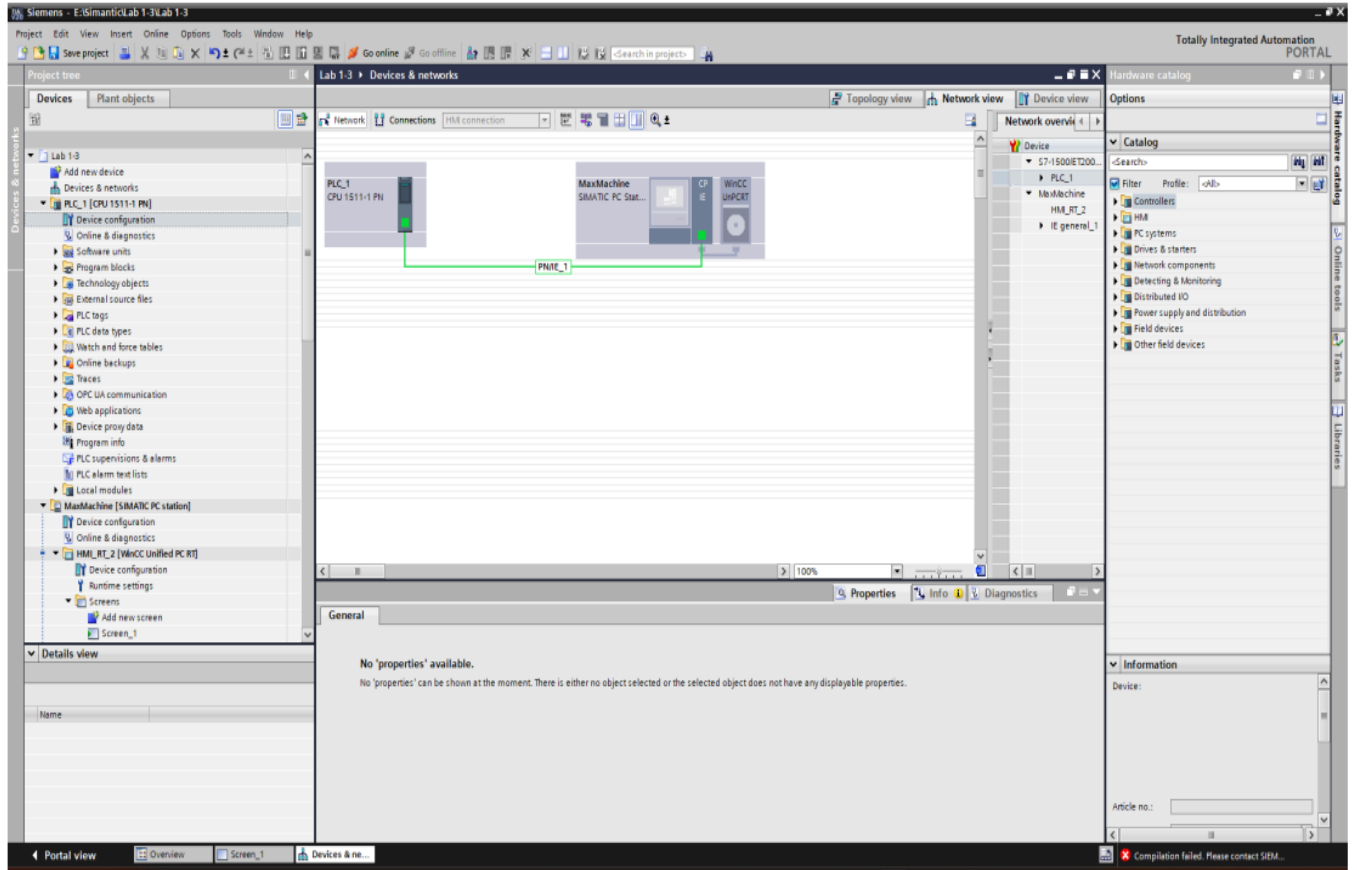 Siemens - E:\Simantic\Lab 1-3\Lab 1-3
Project Edit View Insert Online Options Tools Window Help
Totally Integrated Automation
PORTAL
Save project
Go online
Go offline
<Search in project>
Project tree
Devices
Plant objects
Devices & networks
Lab 1-3
Add new device
Devices & networks
PLC_1 [CPU 1511-1 PN]
Device configuration
Online & diagnostics
Software units
Program blocks
Technology objects
External source files
PLC tags
PLC data types
Watch and force tables
Online backups
Traces
OPC UA communication
Web applications
Device proxy data
Program info
PLC supervisions & alarms
PLC alarm text lists
Local modules
MaxMachine [SIMATIC PC station]
Device configuration
Online & diagnostics
HMI_RT_2 [WinCC Unified PC RT]
Device configuration
Runtime settings
Screens
Add new screen
Screen_1
Details view
Name
Lab 1-3 Devices & networks
Topology view
Network view
Device view
Network
Connections
HMI connection
PLC_1
CPU 1511-1 PN
MaxMachine
SIMATIC PC Stat...
CP
IE
WinCC
UnPCRT
PN/IE_1
100%
Network overvie
Device
S7-1500/ET200...
PLC_1
MaxMachine
HMI_RT_2
IE general_1
Properties
Info
Diagnostics
General
No 'properties' available.
No 'properties' can be shown at the moment. There is either no object selected or the selected object does not have any displayable properties.
Hardware catalog
Options
Catalog
<Search>
Filter
Profile:
<All>
Controllers
HMI
PC systems
Drives & starters
Network components
Detecting & Monitoring
Distributed I/O
Power supply and distribution
Field devices
Other field devices
Information
Device:
Article no.:
Hardware catalog
Online tools
Tasks
Libraries
Portal view
Overview
Screen_1
Devices & ne...
Compilation failed. Please contact SIEM...